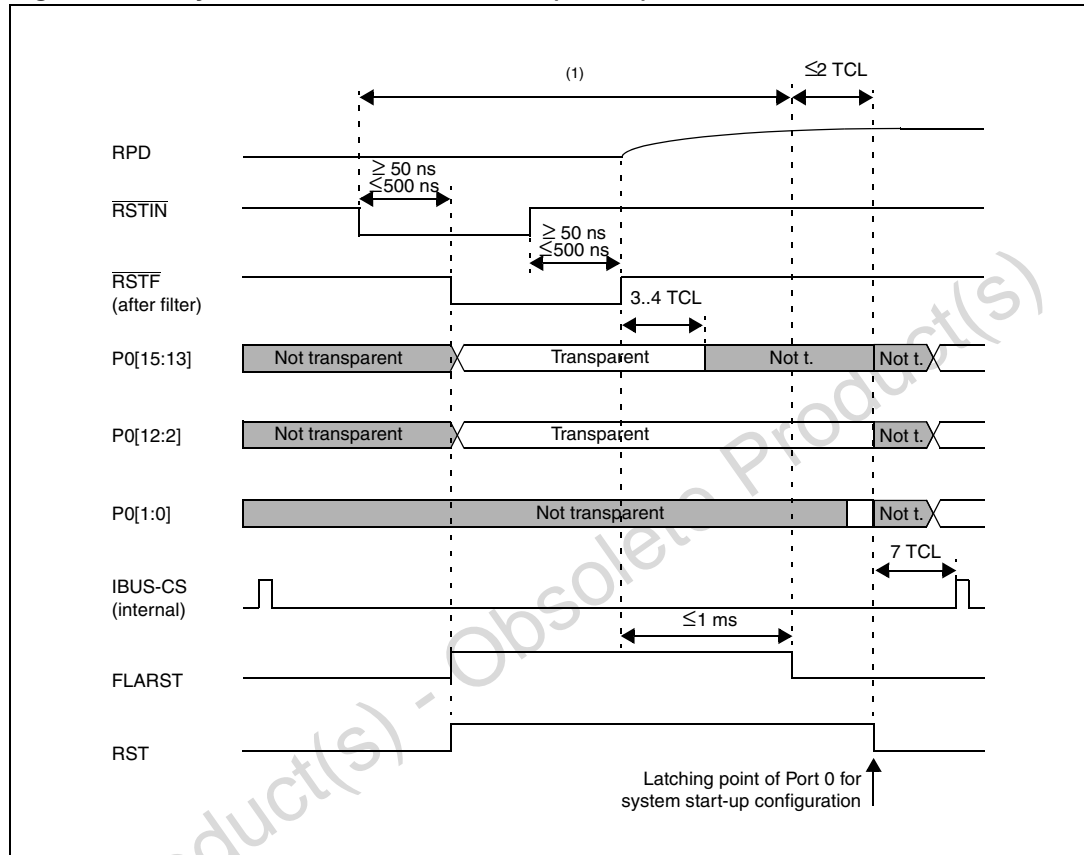 (1)
≤2 TCL
RPD
≥ 50 ns
≤500 ns
RSTIN
≥ 50 ns
≤500 ns
RSTF
(after filter)
3..4 TCL
P0[15:13]
Not transparent
Transparent
Not t.
Not t.
P0[12:2]
Not transparent
Transparent
Not t.
P0[1:0]
Not transparent
Not t.
7 TCL
IBUS-CS
(internal)
≤1 ms
FLARST
RST
Latching point of Port 0 for
system start-up configuration
duct(s) - Obsolete Product(s)